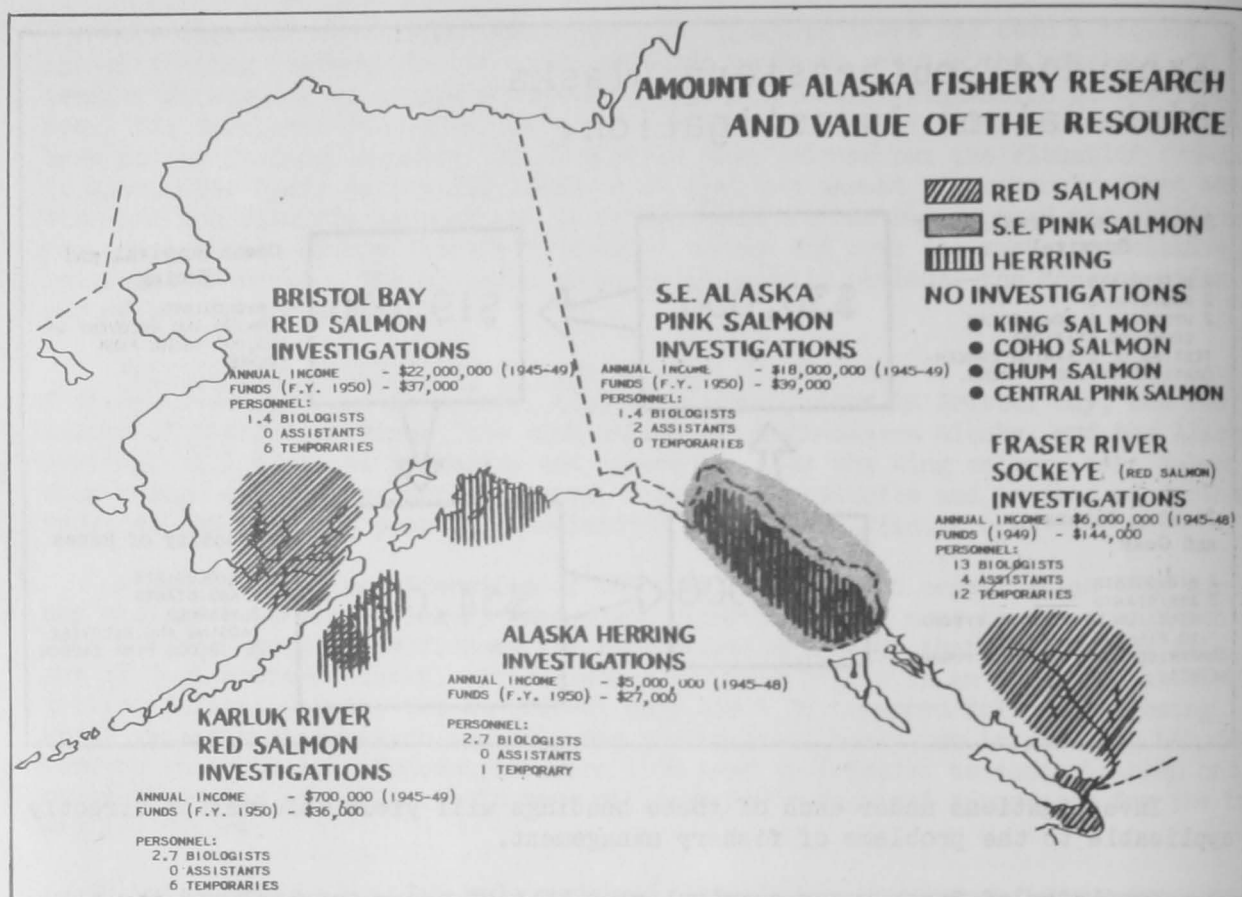 AMOUNT OF ALASKA FISHERY RESEARCH
AND VALUE OF THE RESOURCE
RED SALMON
S.E. PINK SALMON
HERRING
NO INVESTIGATIONS
● KING SALMON
● COHO SALMON
● CHUM SALMON
● CENTRAL PINK SALMON
BRISTOL BAY
RED SALMON
INVESTIGATIONS
ANNUAL INCOME - $22,000,000 (1945-49)
FUNDS (F.Y. 1950) - $37,000
PERSONNEL:
1.4 BIOLOGISTS
0 ASSISTANTS
6 TEMPORARIES
S.E. ALASKA
PINK SALMON
INVESTIGATIONS
ANNUAL INCOME - $18,000,000 (1945-49)
FUNDS (F.Y. 1950) - $39,000
PERSONNEL:
1.4 BIOLOGISTS
2 ASSISTANTS
0 TEMPORARIES
FRASER RIVER
SOCKEYE (RED SALMON)
INVESTIGATIONS
ANNUAL INCOME - $6,000,000 (1945-48)
FUNDS (1949) - $144,000
PERSONNEL:
13 BIOLOGISTS
4 ASSISTANTS
12 TEMPORARIES
ALASKA HERRING
INVESTIGATIONS
ANNUAL INCOME - $5,000,000 (1945-48)
FUNDS (F.Y. 1950) - $27,000
PERSONNEL:
2.7 BIOLOGISTS
0 ASSISTANTS
1 TEMPORARY
KARLUK RIVER
RED SALMON
INVESTIGATIONS
ANNUAL INCOME - $700,000 (1945-49)
FUNDS (F.Y. 1950) - $36,000
PERSONNEL:
2.7 BIOLOGISTS
0 ASSISTANTS
6 TEMPORARIES